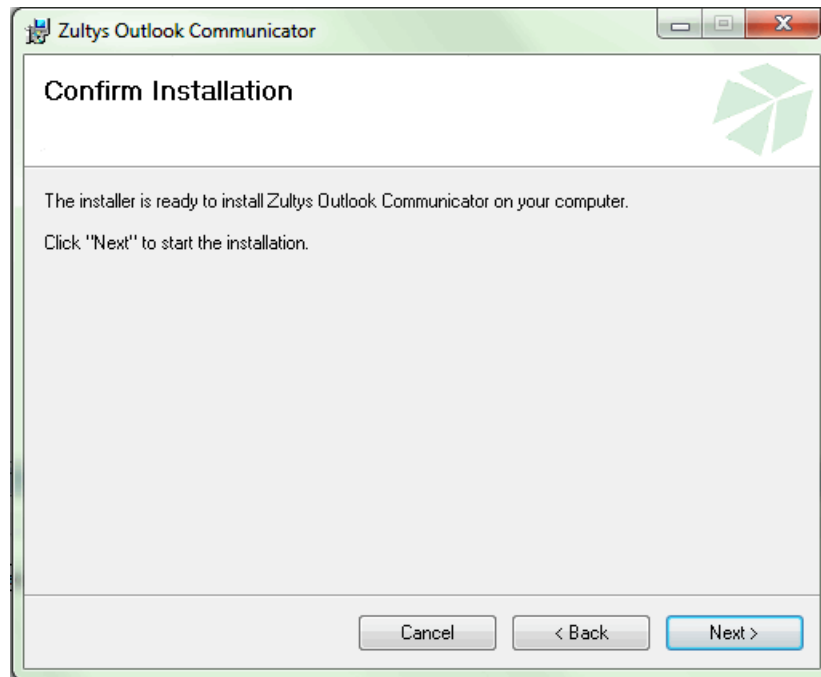 Zultys Outlook Communicator
Confirm Installation
The installer is ready to install Zultys Outlook Communicator on your computer.
Click "Next" to start the installation.
Cancel
< Back
Next >